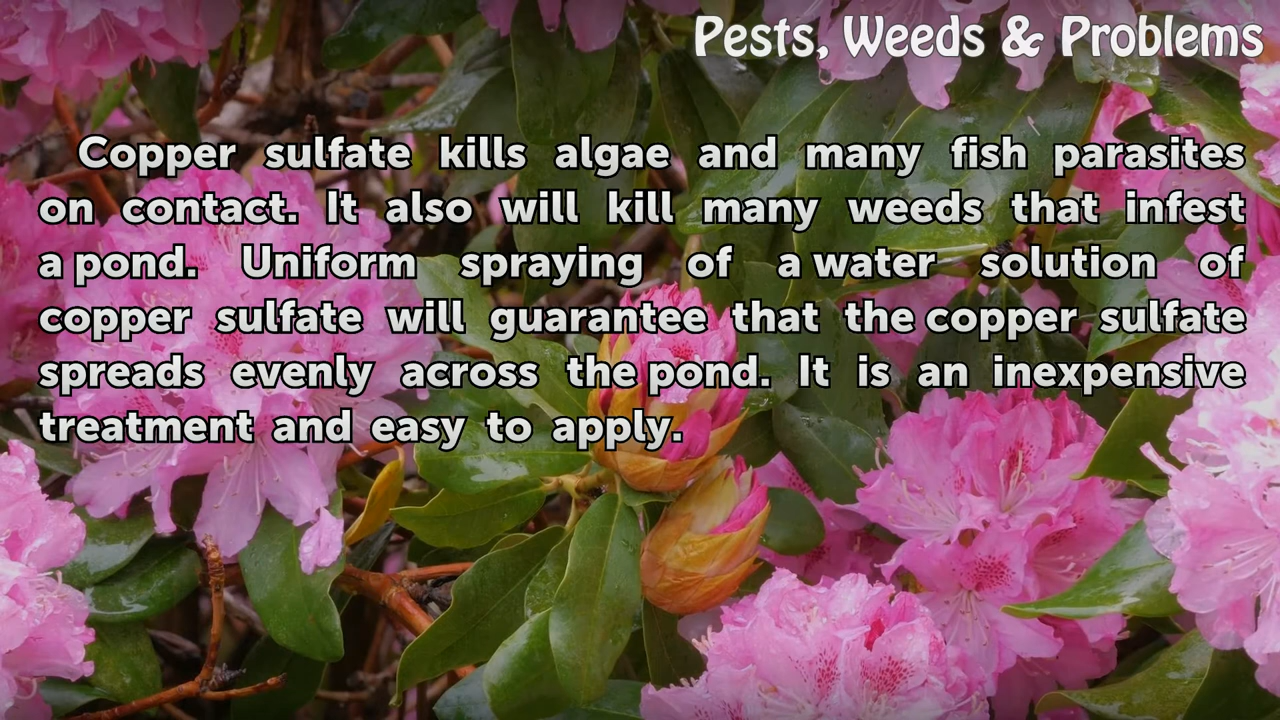 Pests, Weeds & Problems
Copper sulfate kills algae and many fish parasites
on contact. It also will kill many weeds that infest
a pond. Uniform spraying of a water solution of
copper sulfate will guarantee that the copper sulfate
spreads evenly across the pond. It is an inexpensive
treatment and easy to apply.